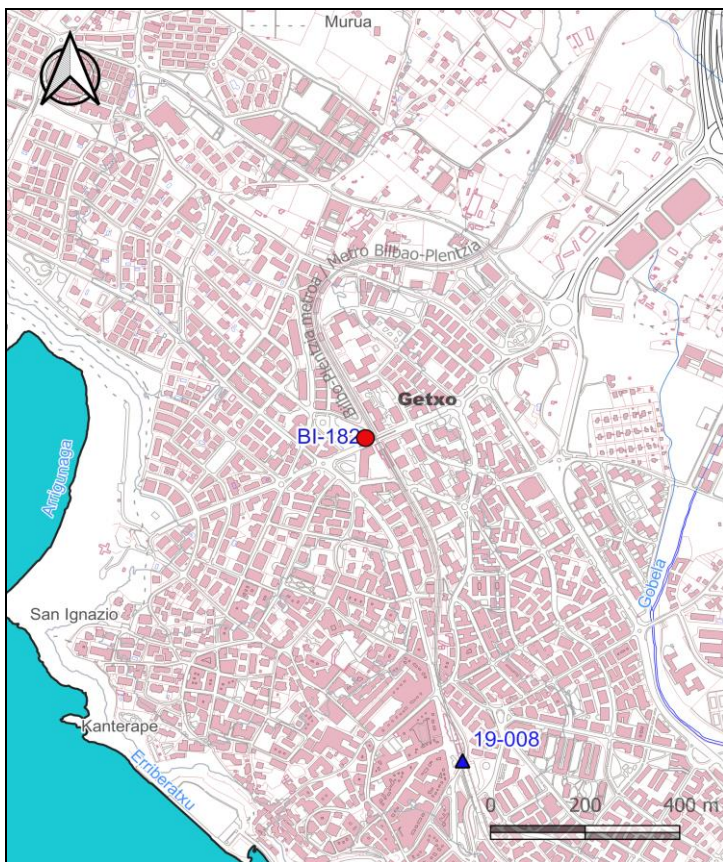 Murua
Bilbo-Plentzia metroa / Metro Bilbao-Plentzia
Getxo
BI-182
Arrigunaga
Gobela
San Ignazio
Kanterape
19-008
Erriberatxu
0 200 400 m